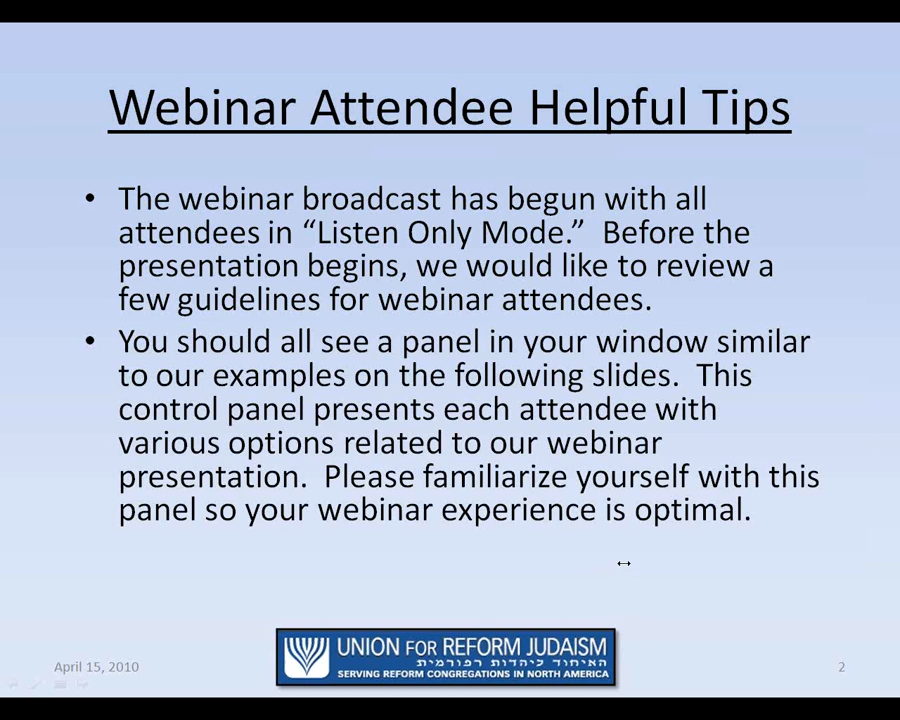 Webinar Attendee Helpful Tips
• The webinar broadcast has begun with all
attendees in “Listen Only Mode.”  Before the
presentation begins, we would like to review a
few guidelines for webinar attendees.
• You should all see a panel in your window similar
to our examples on the following slides.  This
control panel presents each attendee with
various options related to our webinar
presentation.  Please familiarize yourself with this
panel so your webinar experience is optimal.
UNION FOR REFORM JUDAISM
האיחוד ליהדות רפורמית
SERVING REFORM CONGREGATIONS IN NORTH AMERICA
April 15, 2010
2